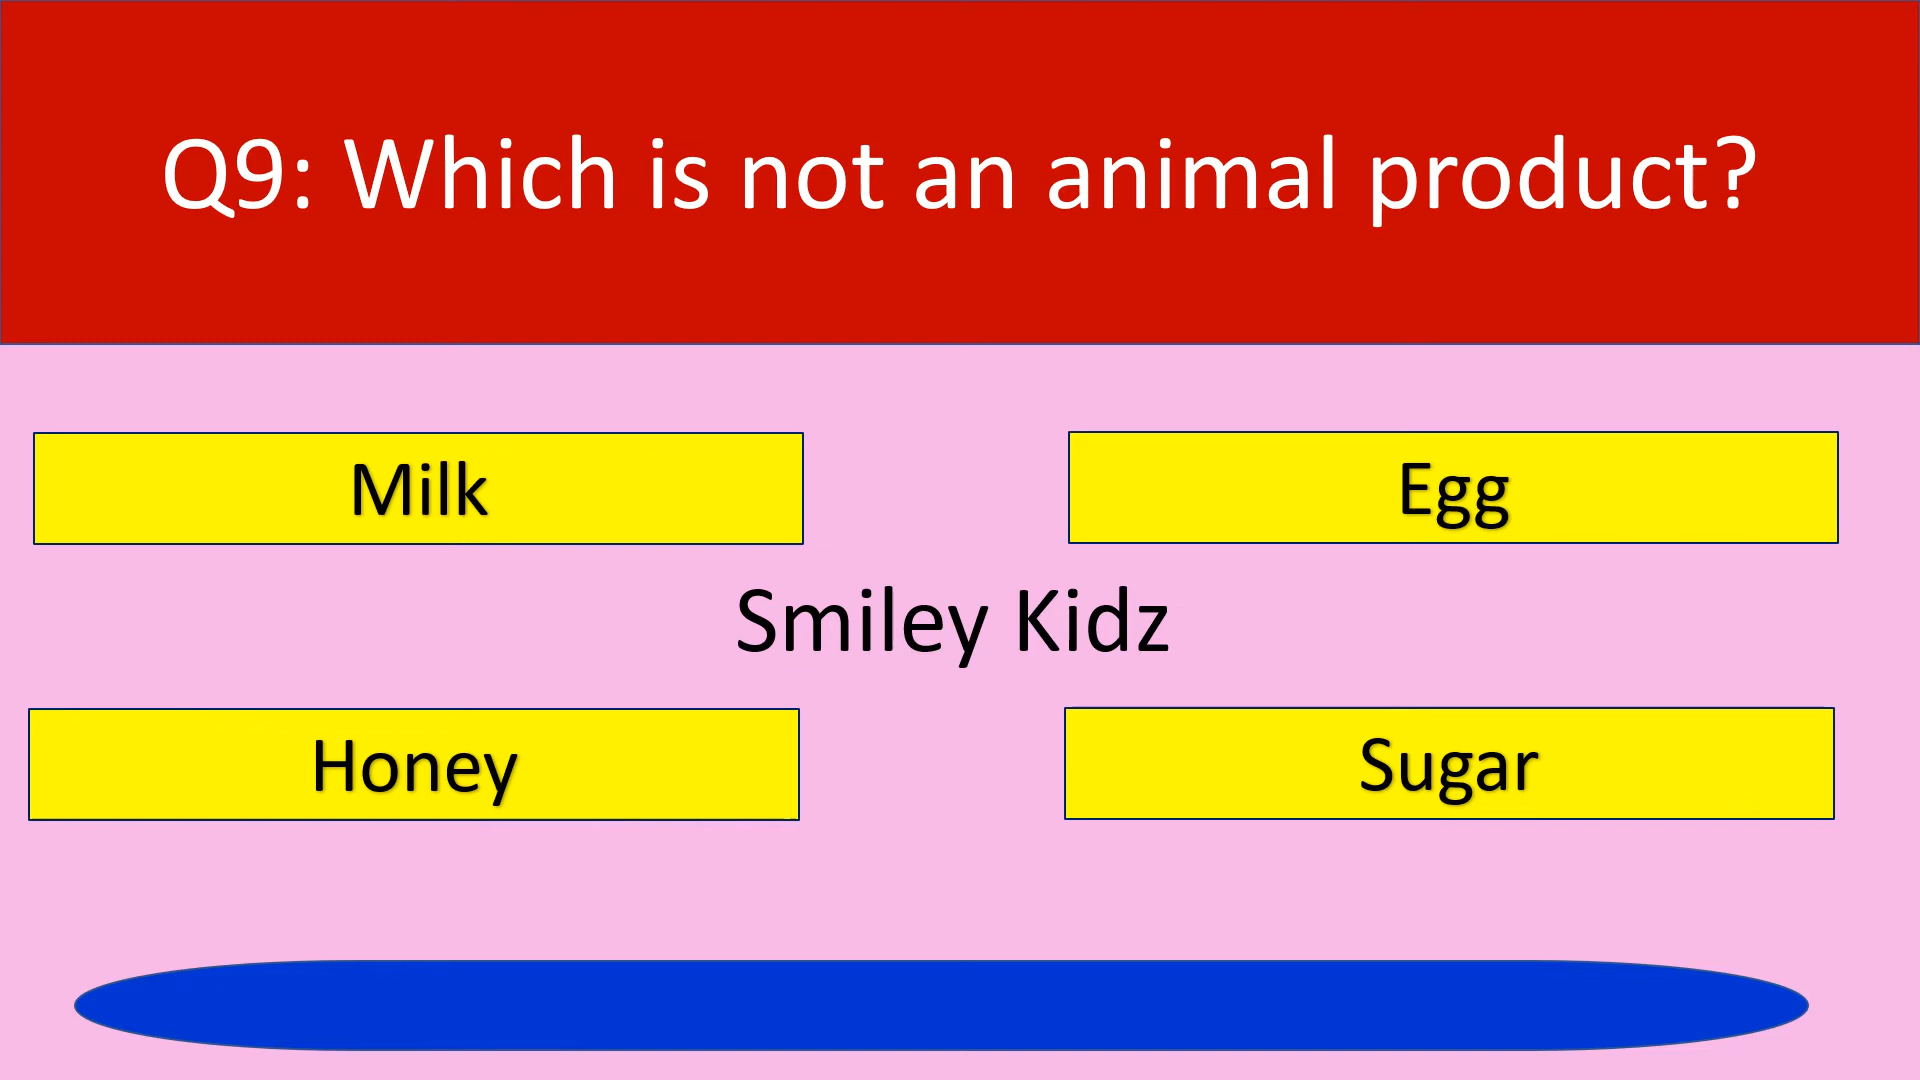 Q9: Which is not an animal product?
Milk
Egg
Smiley Kidz
Honey
Sugar